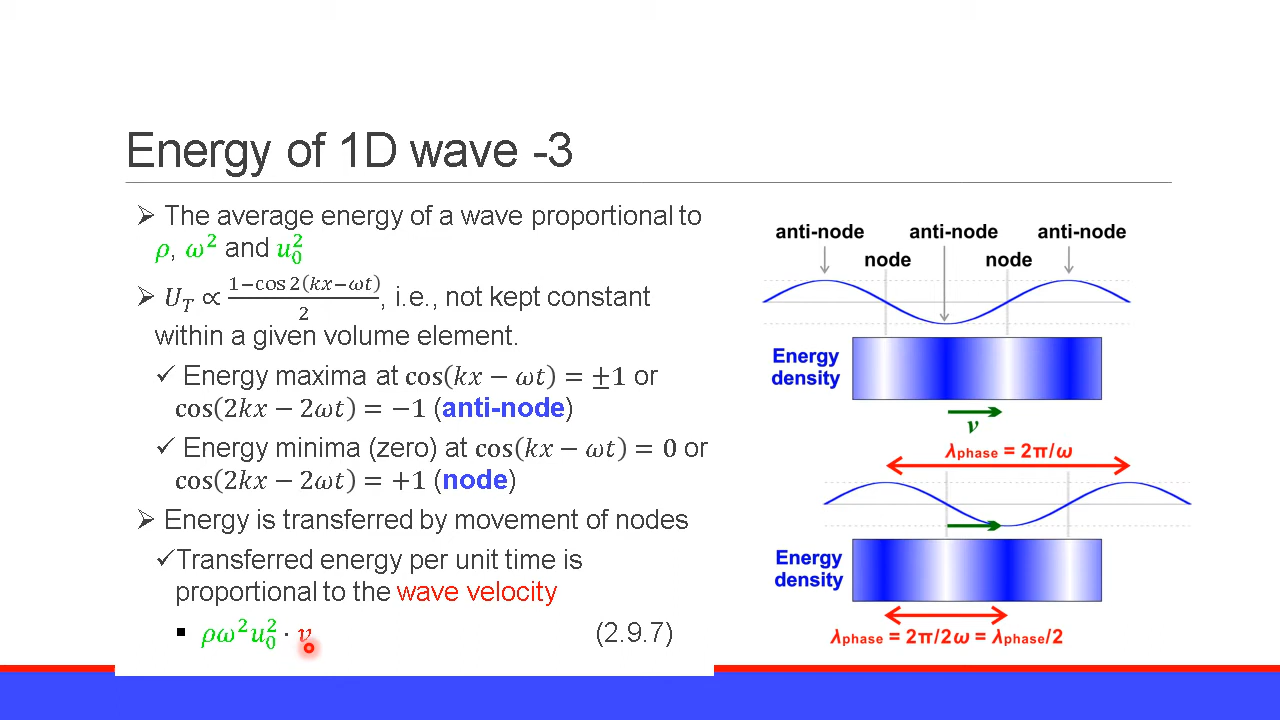 Energy of 1D wave -3
➢ The average energy of a wave proportional to
ρ, ω² and u₀²
➢ U_T ∝ (1−cos 2(kx−ωt))/2, i.e., not kept constant
within a given volume element.
✓ Energy maxima at cos(kx − ωt) = ±1 or
cos(2kx − 2ωt) = −1 (anti-node)
✓ Energy minima (zero) at cos(kx − ωt) = 0 or
cos(2kx − 2ωt) = +1 (node)
➢ Energy is transferred by movement of nodes
✓Transferred energy per unit time is
proportional to the wave velocity
▪ ρω²u₀² · v (2.9.7)
anti-node anti-node anti-node
node node
Energy
density
v
λphase = 2π/ω
Energy
density
λphase = 2π/2ω = λphase/2